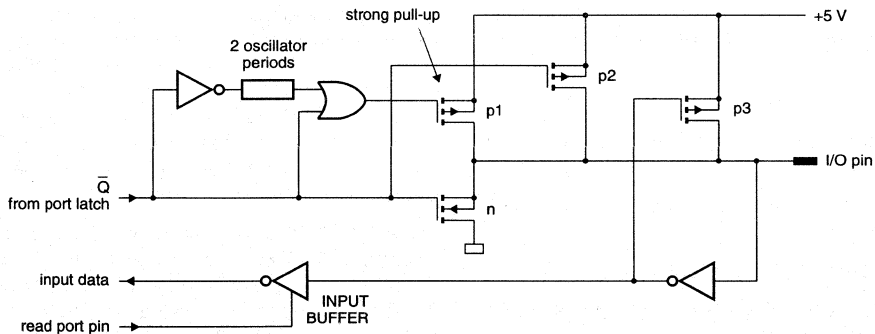 strong pull-up
+5 V
2 oscillator
periods
p2
p1
p3
I/O pin
Q
from port latch
n
input data
INPUT
BUFFER
read port pin